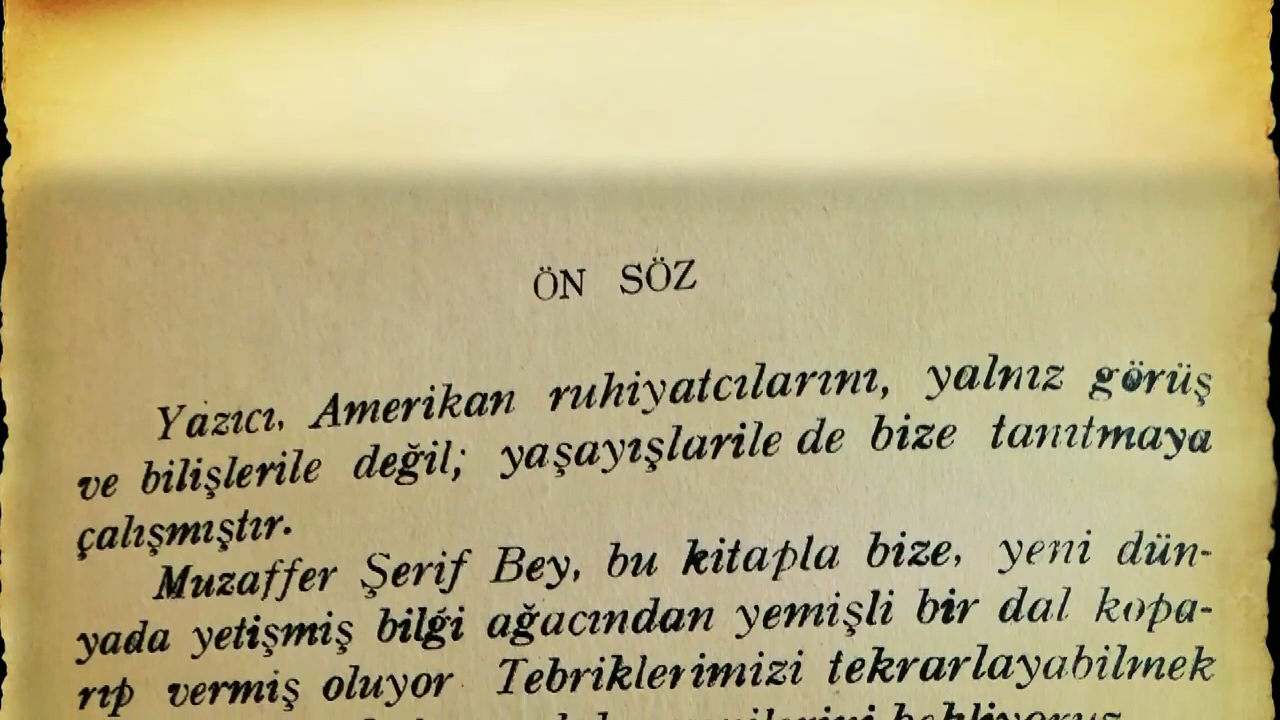 ÖN SÖZ
Yazıcı, Amerikan ruhiyatcılarını, yalnız görüş
ve bilişlerile değil; yaşayışlarile de bize tanıtmaya
çalışmıştır.
Muzaffer Şerif Bey, bu kitapla bize, yeni dün-
yada yetişmiş bilgi ağacından yemişli bir dal kopa-
rıp vermiş oluyor Tebriklerimizi tekrarlayabilmek